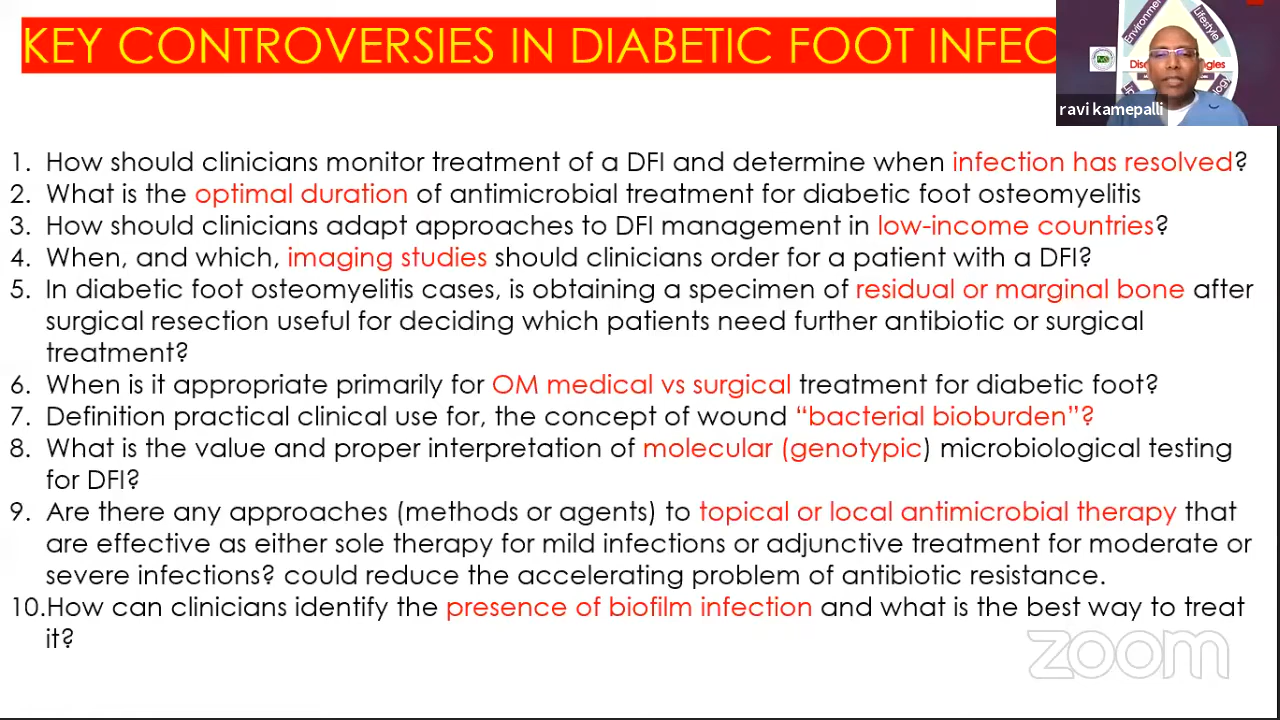 KEY CONTROVERSIES IN DIABETIC FOOT INFEC
Lifestyle
ravi kamepalli
1. How should clinicians monitor treatment of a DFI and determine when infection has resolved?
2. What is the optimal duration of antimicrobial treatment for diabetic foot osteomyelitis
3. How should clinicians adapt approaches to DFI management in low-income countries?
4. When, and which, imaging studies should clinicians order for a patient with a DFI?
5. In diabetic foot osteomyelitis cases, is obtaining a specimen of residual or marginal bone after
surgical resection useful for deciding which patients need further antibiotic or surgical
treatment?
6. When is it appropriate primarily for OM medical vs surgical treatment for diabetic foot?
7. Definition practical clinical use for, the concept of wound “bacterial bioburden”?
8. What is the value and proper interpretation of molecular (genotypic) microbiological testing
for DFI?
9. Are there any approaches (methods or agents) to topical or local antimicrobial therapy that
are effective as either sole therapy for mild infections or adjunctive treatment for moderate or
severe infections? could reduce the accelerating problem of antibiotic resistance.
10.How can clinicians identify the presence of biofilm infection and what is the best way to treat
it?
zoom